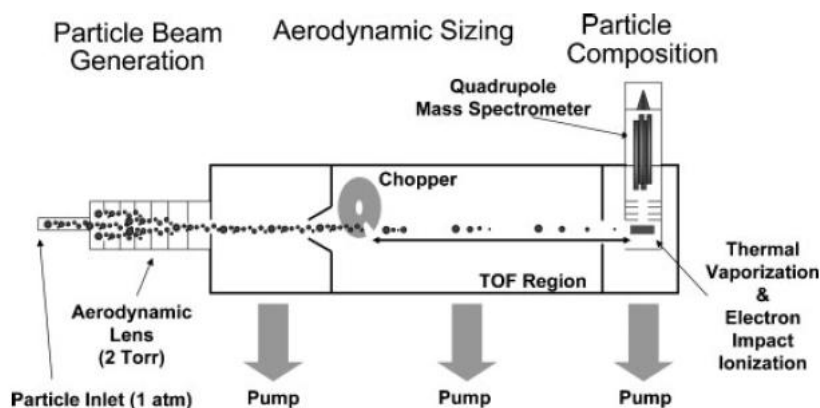 Particle Beam
Generation
Aerodynamic Sizing
Particle
Composition
Quadrupole
Mass Spectrometer
Chopper
TOF Region
Thermal
Vaporization
&
Electron
Impact
Ionization
Aerodynamic
Lens
(2 Torr)
Particle Inlet (1 atm)
Pump
Pump
Pump